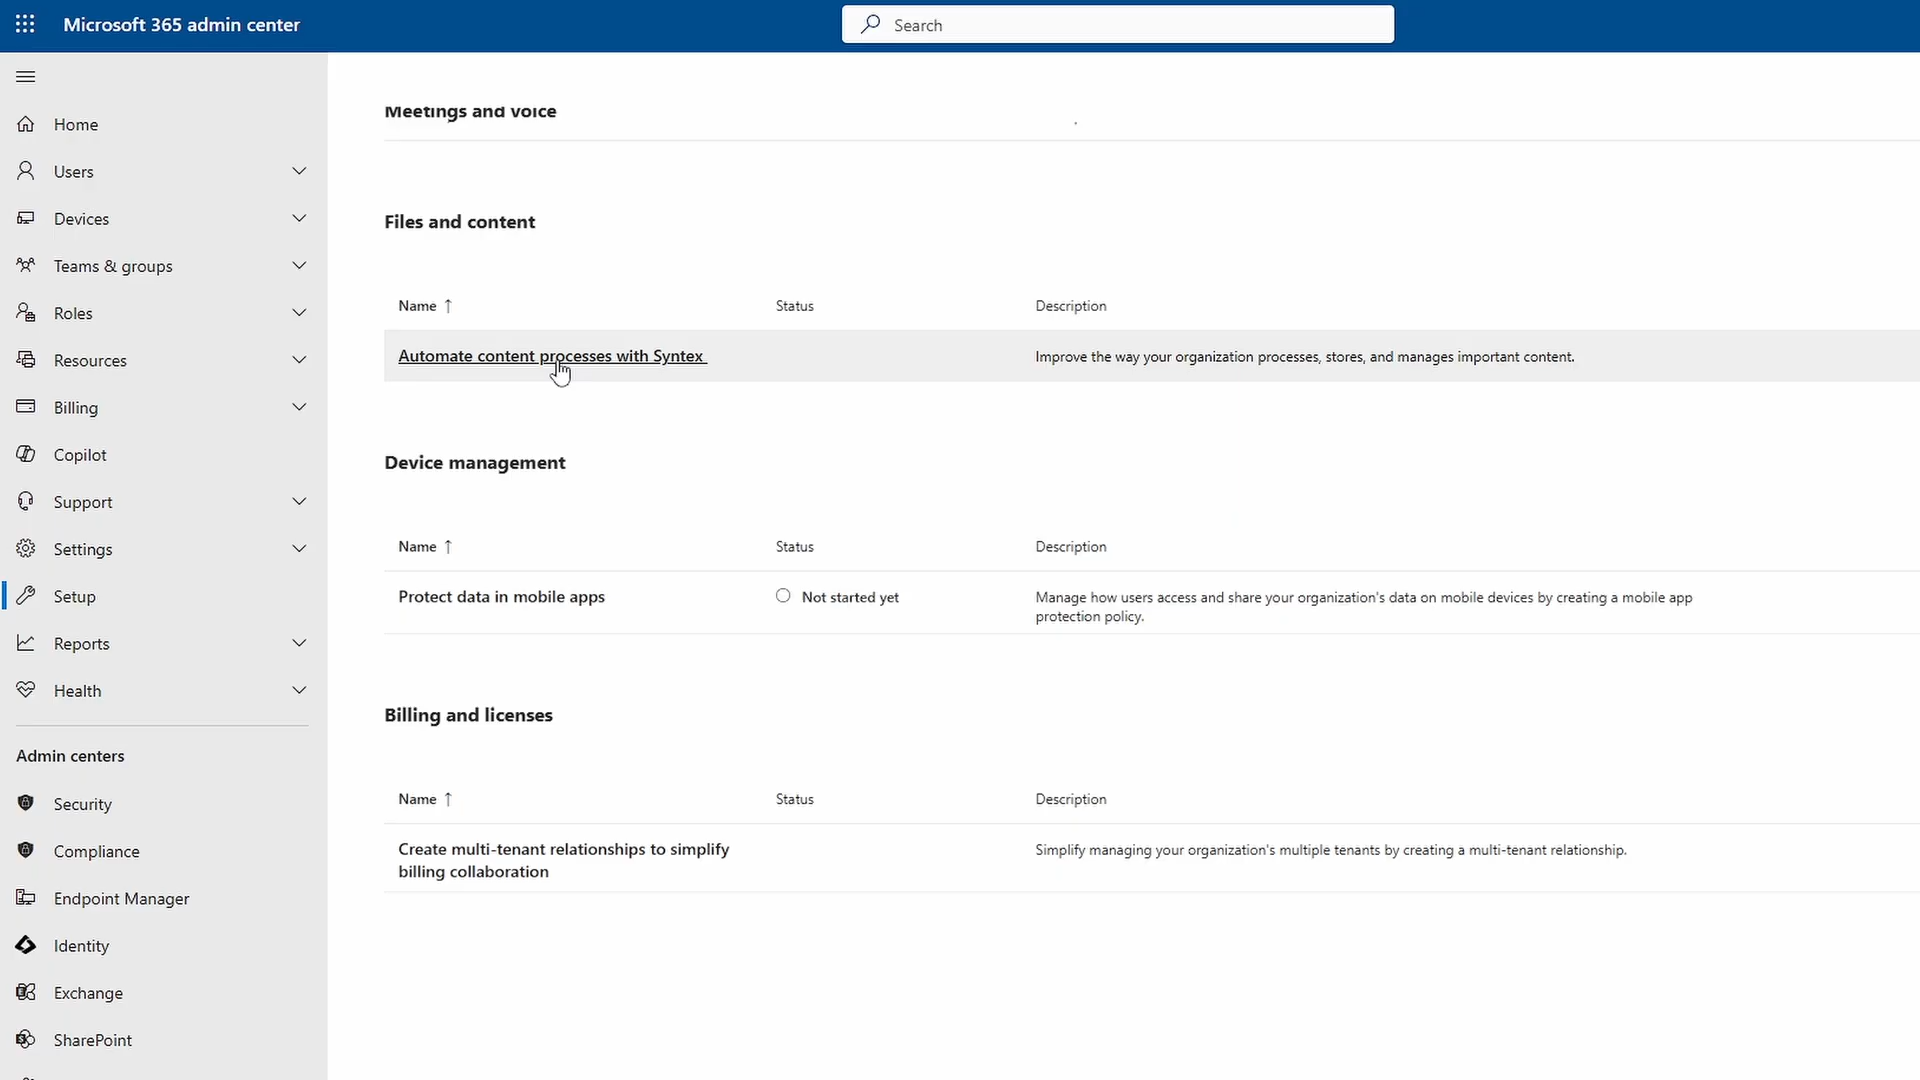 Microsoft 365 admin center
Search
Home
Users
Devices
Teams & groups
Roles
Resources
Billing
Copilot
Support
Settings
Setup
Reports
Health
Admin centers
Security
Compliance
Endpoint Manager
Identity
Exchange
SharePoint
Meetings and voice
Files and content
Name ↑ Status Description
Automate content processes with Syntex Improve the way your organization processes, stores, and manages important content.
Device management
Name ↑ Status Description
Protect data in mobile apps Not started yet Manage how users access and share your organization's data on mobile devices by creating a mobile app
protection policy.
Billing and licenses
Name ↑ Status Description
Create multi-tenant relationships to simplify Simplify managing your organization's multiple tenants by creating a multi-tenant relationship.
billing collaboration